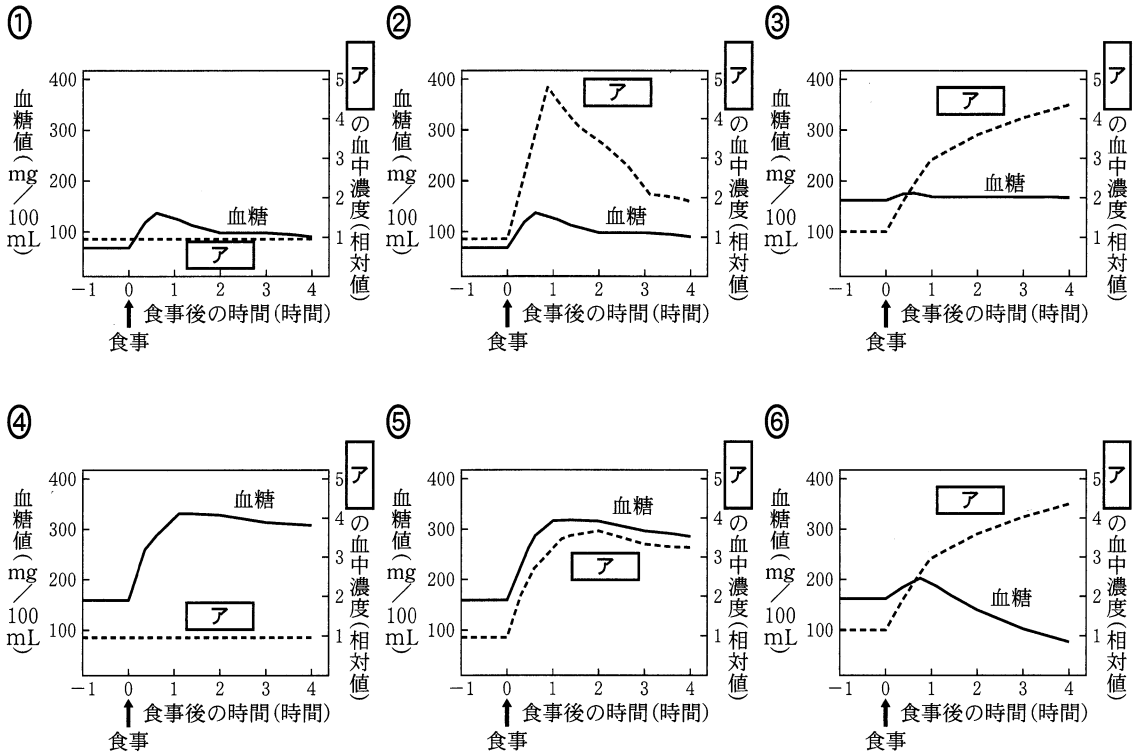 ①
ア
血糖値(mg/100mL)
400
300
200
100
血糖
ア
5
4
3
2
1
アの血中濃度(相対値)
−1 0 1 2 3 4
食事後の時間(時間)
食事
②
血糖値(mg/100mL)
400
300
200
100
ア
血糖
5
4
3
2
1
アの血中濃度(相対値)
−1 0 1 2 3 4
食事後の時間(時間)
食事
③
血糖値(mg/100mL)
400
300
200
100
ア
血糖
5
4
3
2
1
アの血中濃度(相対値)
−1 0 1 2 3 4
食事後の時間(時間)
食事
④
血糖値(mg/100mL)
400
300
200
100
血糖
ア
5
4
3
2
1
アの血中濃度(相対値)
−1 0 1 2 3 4
食事後の時間(時間)
食事
⑤
血糖値(mg/100mL)
400
300
200
100
血糖
ア
5
4
3
2
1
アの血中濃度(相対値)
−1 0 1 2 3 4
食事後の時間(時間)
食事
⑥
血糖値(mg/100mL)
400
300
200
100
ア
血糖
5
4
3
2
1
アの血中濃度(相対値)
−1 0 1 2 3 4
食事後の時間(時間)
食事